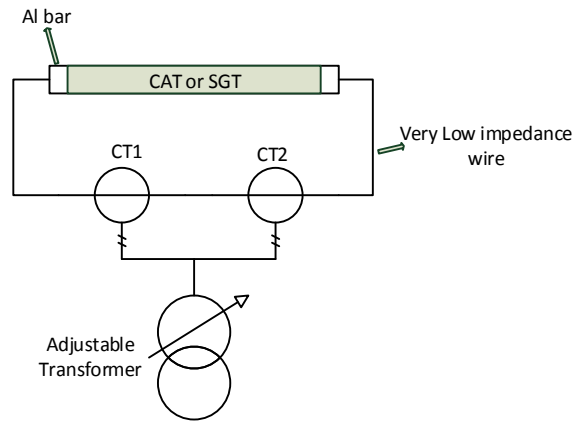 Al bar
CAT or SGT
Very Low impedance
wire
CT1
CT2
Adjustable
Transformer